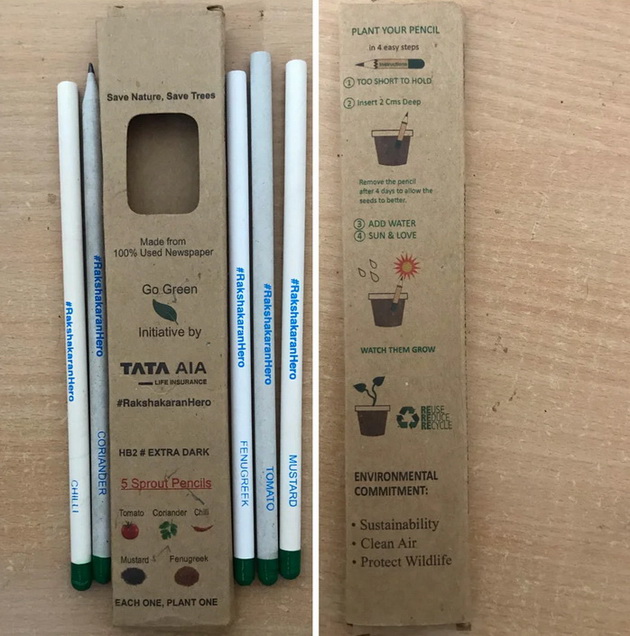 #RakshakaranHero
CHILLI
#RakshakaranHero
CORIANDER
Save Nature, Save Trees
Made from
100% Used Newspaper
Go Green
Initiative by
TATA AIA
LIFE INSURANCE
#RakshakaranHero
HB2 # EXTRA DARK
5 Sprout Pencils
Tomato Coriander Chilli
Mustard Fenugreek
EACH ONE, PLANT ONE
#RakshakaranHero
FENUGREEK
#RakshakaranHero
TOMATO
#RakshakaranHero
MUSTARD
PLANT YOUR PENCIL
in 4 easy steps
1 TOO SHORT TO HOLD
2 Insert 2 Cms Deep
Remove the pencil
after 4 days to allow the
seeds to better.
3 ADD WATER
4 SUN & LOVE
WATCH THEM GROW
REUSE
REDUCE
RECYCLE
ENVIRONMENTAL
COMMITMENT:
• Sustainability
• Clean Air
• Protect Wildlife